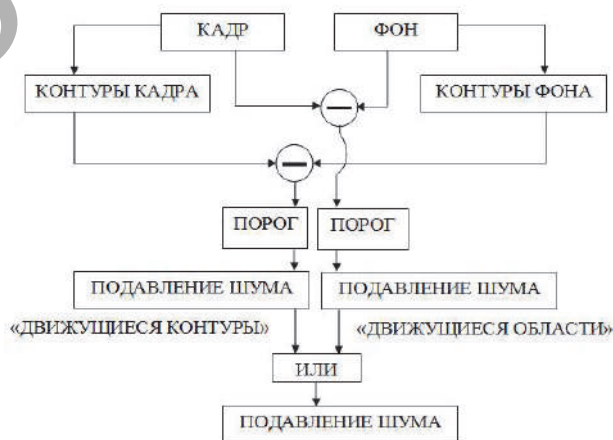 КАДР
ФОН
КОНТУРЫ КАДРА
КОНТУРЫ ФОНА
ПОРОГ
ПОРОГ
ПОДАВЛЕНИЕ ШУМА
ПОДАВЛЕНИЕ ШУМА
«ДВИЖУЩИЕСЯ КОНТУРЫ»
«ДВИЖУЩИЕСЯ ОБЛАСТИ»
ИЛИ
ПОДАВЛЕНИЕ ШУМА